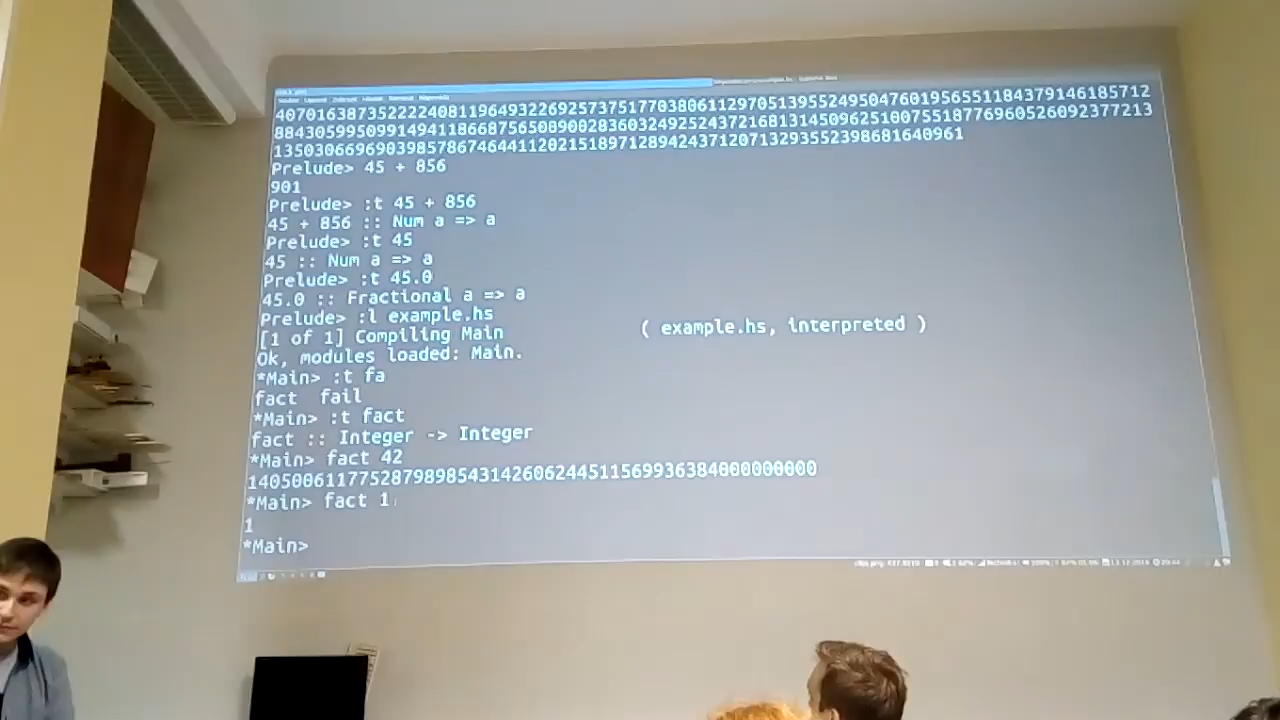 4070163873522224081196493226925737517703806112970513955249504760195655118437914618571​2
8843059950991494118668756508900283603249252437216813145096251007551877696052609237721​3
135030669690398578674644112021518971289424371207132935523986816409​61
Prelude> 45 + 856
901
Prelude> :t 45 + 856
45 + 856 :: Num a => a
Prelude> :t 45
45 :: Num a => a
Prelude> :t 45.0
45.0 :: Fractional a => a
Prelude> :l example.hs
[1 of 1] Compiling Main ( example.hs, interpreted )
Ok, modules loaded: Main.
*Main> :t fa
fact fail
*Main> :t fact
fact :: Integer -> Integer
*Main> fact 42
1405006117752879898543142606244511569936384000000000
*Main> fact 1
1
*Main>